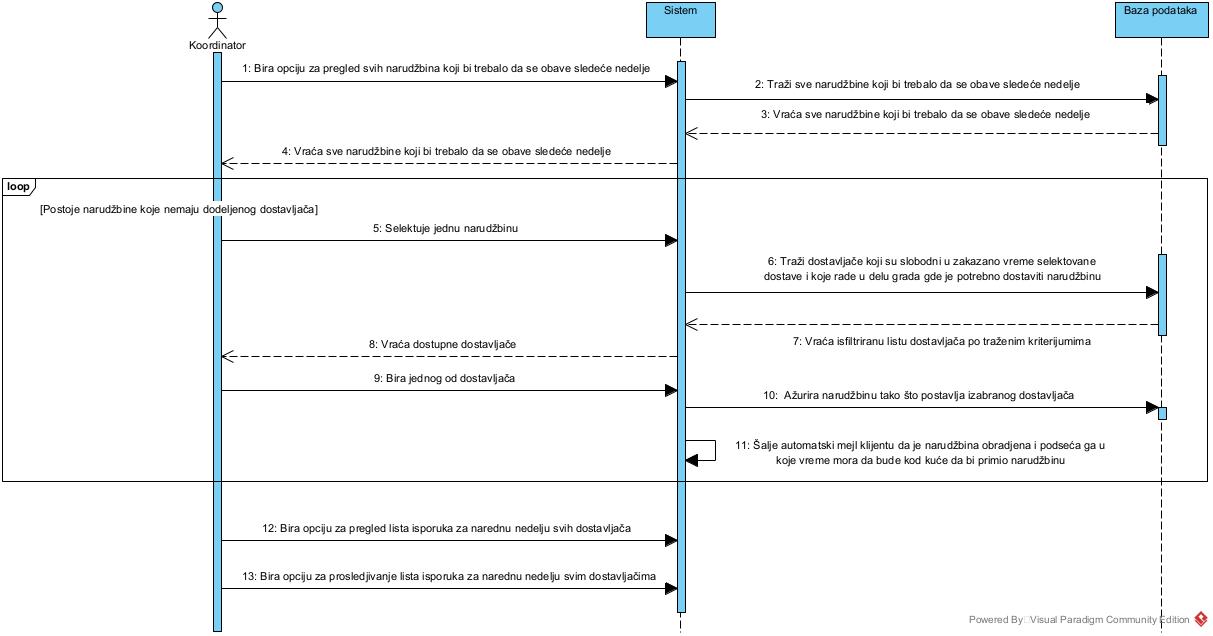 Koordinator
Sistem
Baza podataka
1: Bira opciju za pregled svih narudžbina koji bi trebalo da se obave sledeće nedelje
2: Traži sve narudžbine koji bi trebalo da se obave sledeće nedelje
3: Vraća sve narudžbine koji bi trebalo da se obave sledeće nedelje
4: Vraća sve narudžbine koji bi trebalo da se obave sledeće nedelje
loop
[Postoje narudžbine koje nemaju dodeljenog dostavljača]
5: Selektuje jednu narudžbinu
6: Traži dostavljače koji su slobodni u zakazano vreme selektovane
dostave i koje rade u delu grada gde je potrebno dostaviti narudžbinu
7: Vraća isfiltriranu listu dostavljača po traženim kriterijumima
8: Vraća dostupne dostavljače
9: Bira jednog od dostavljača
10: Ažurira narudžbinu tako što postavlja izabranog dostavljača
11: Šalje automatski mejl klijentu da je narudžbina obradjena i podseća ga u
koje vreme mora da bude kod kuće da bi primio narudžbinu
12: Bira opciju za pregled lista isporuka za narednu nedelju svih dostavljača
13: Bira opciju za prosledjivanje lista isporuka za narednu nedelju svim dostavljačima
Powered By Visual Paradigm Community Edition